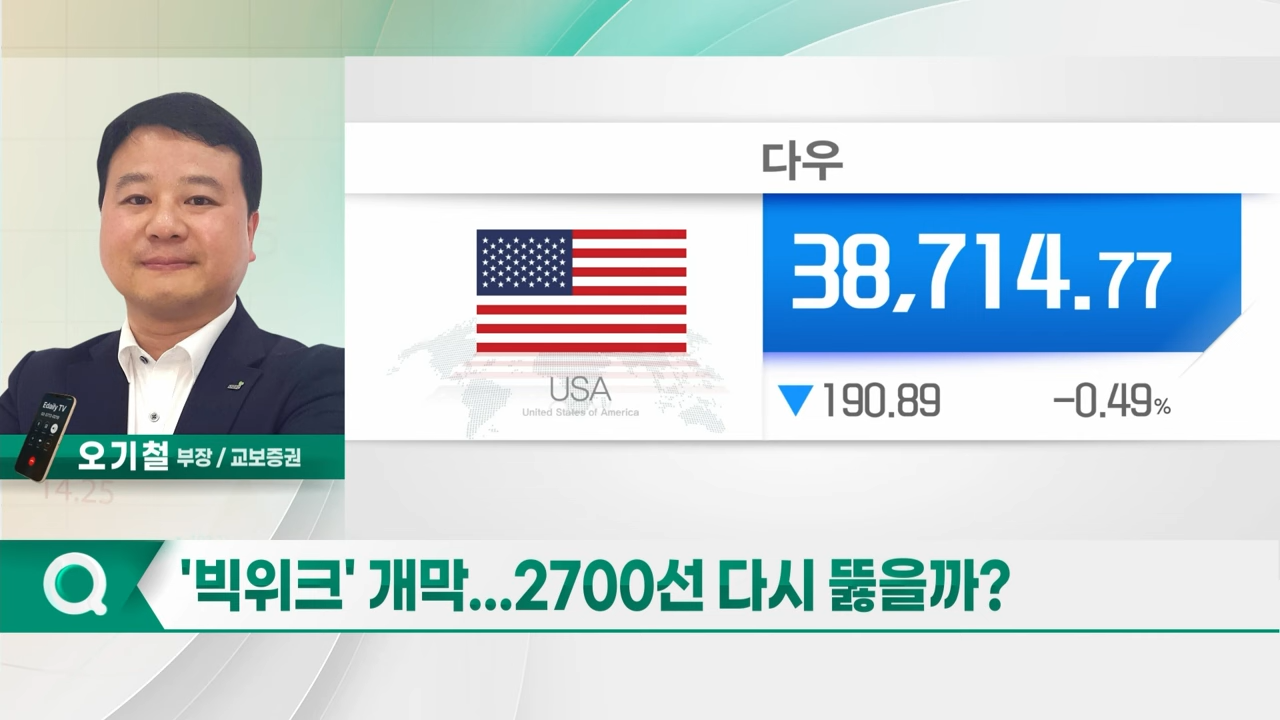 다우
38,714.77
▼190.89 -0.49%
USA
United States of America
Edaily TV
오기철 부장 / 교보증권
14.25
'빅위크' 개막...2700선 다시 뚫을까?